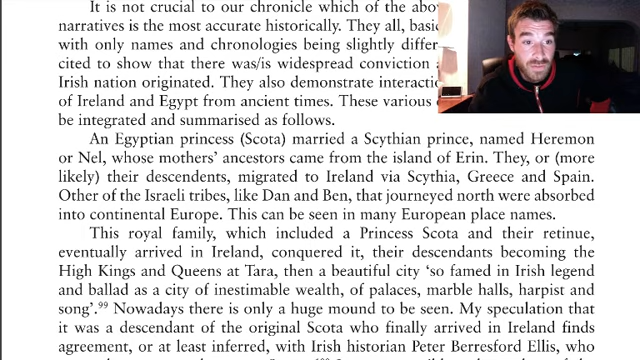 It is not crucial to our chronicle which of the
narratives is the most accurate historically. They all,
with only names and chronologies being slightly
cited to show that there was/is widespread conviction
Irish nation originated. They also demonstrate
of Ireland and Egypt from ancient times. These various
be integrated and summarised as follows.
An Egyptian princess (Scota) married a Scythian prince, named Heremon
or Nel, whose mothers’ ancestors came from the island of Erin. They, or (more
likely) their descendents, migrated to Ireland via Scythia, Greece and Spain.
Other of the Israeli tribes, like Dan and Ben, that journeyed north were absorbed
into continental Europe. This can be seen in many European place names.
This royal family, which included a Princess Scota and their retinue,
eventually arrived in Ireland, conquered it, their descendants becoming the
High Kings and Queens at Tara, then a beautiful city ‘so famed in Irish legend
and ballad as a city of inestimable wealth, of palaces, marble halls, harpist and
song’.99 Nowadays there is only a huge mound to be seen. My speculation that
it was a descendant of the original Scota who finally arrived in Ireland finds
agreement, or at least inferred, with Irish historian Peter Berresford Ellis, who